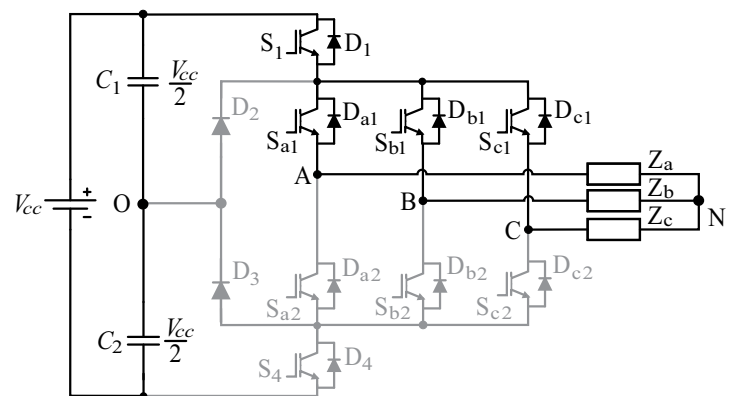 S1 D1
C1 Vcc/2
D2
Da1 Db1 Dc1
Sa1 Sb1 Sc1
Za
A
Zb
Vcc + - O B N
Zc
C
D3
Da2 Db2 Dc2
Sa2 Sb2 Sc2
C2 Vcc/2
S4 D4